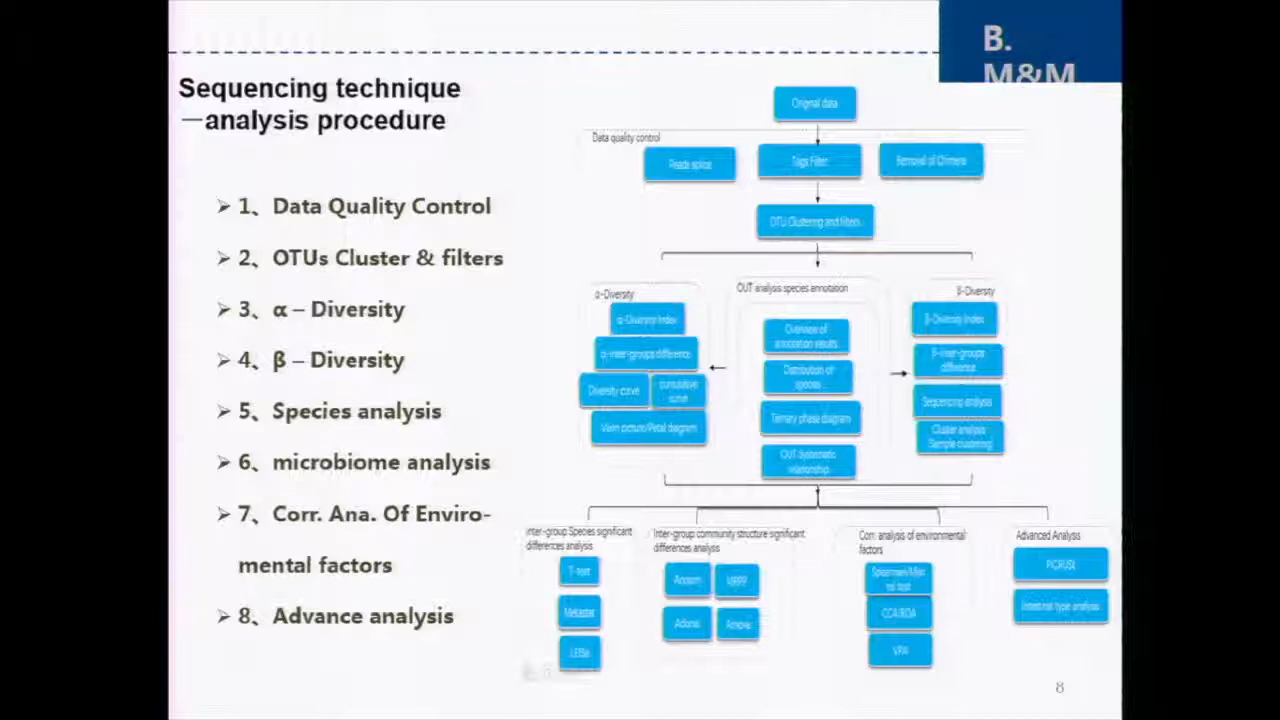 B.
M&M
Sequencing technique
—analysis procedure
➢ 1、Data Quality Control
➢ 2、OTUs Cluster & filters
➢ 3、α – Diversity
➢ 4、β – Diversity
➢ 5、Species analysis
➢ 6、microbiome analysis
➢ 7、Corr. Ana. Of Enviro-
mental factors
➢ 8、Advance analysis
Original data
Data quality control
Reads splice
Tags Filter
Removal of Chimera
OTU Clustering and filters
α-Diversity
α-Diversity Index
α-inter-groups difference
Diversity curve
cumulative
curve
Venn picture/Petal diagram
OUT analysis species annotation
Overview of
annotation results
Distribution of
species
Ternary phase diagram
OUT Systematic
relationship
β-Diversity
β-Diversity Index
β-inter-groups
difference
Sequencing analysis
Cluster analysis
Sample clustering
Inter-group Species significant
differences analysis
T-test
Metastat
LEfSe
Inter-group community structure significant
differences analysis
Anosim
MRPP
Adonis
Amova
Corr. analysis of environmental
factors
CCA/RDA
VPA
Advanced Analysis
PICRUSt
Intestinal type analysis
8